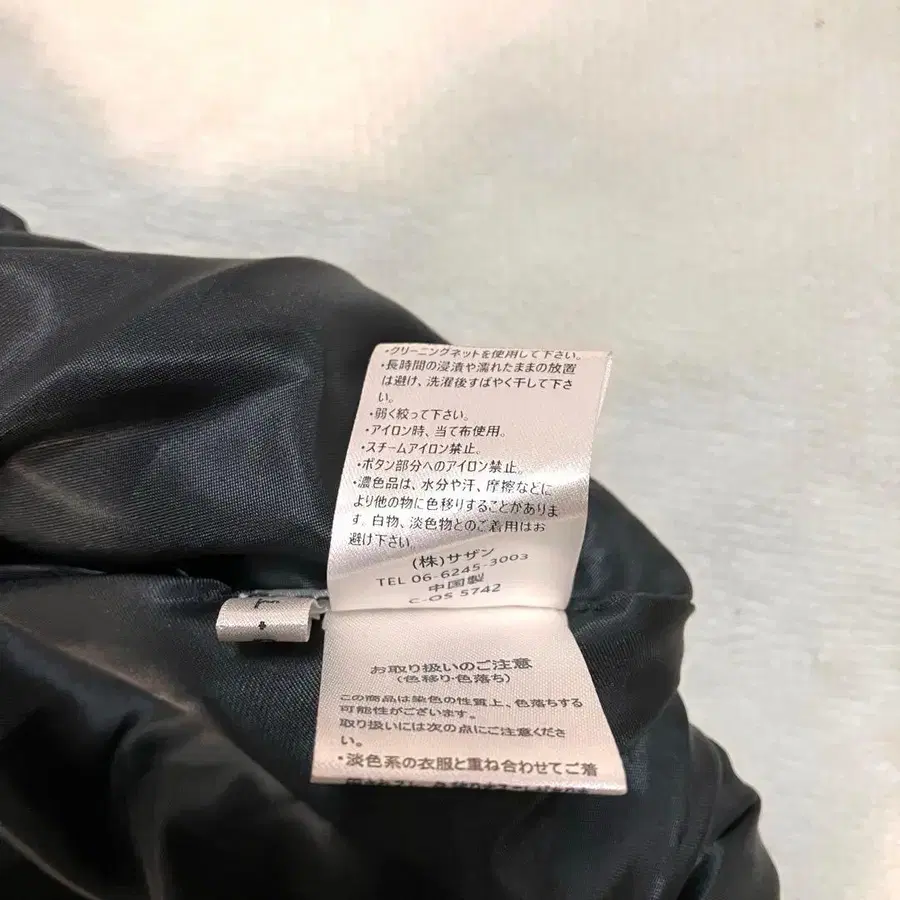 ・クリーニングネットを使用して下さい。
・長時間の浸漬や濡れたままの放置
は避け、洗濯後すばやく干して下さ
い。
・弱く絞って下さい。
・アイロン時、当て布使用。
・スチームアイロン禁止。
・ボタン部分へのアイロン禁止。
・濃色品は、水分や汗、摩擦などに
より他の物に色移りすることがありま
す。白物、淡色物とのご着用はお
避け下さい。
(株)サザン
TEL 06-6245-3003
中国製
C-OS 5742
お取り扱いのご注意
(色移り・色落ち)
この商品は染色の性質上、色落ちする
可能性がございます。
取り扱いには次の点にご注意くださ
い。
・淡色系の衣服と重ね合わせてご着